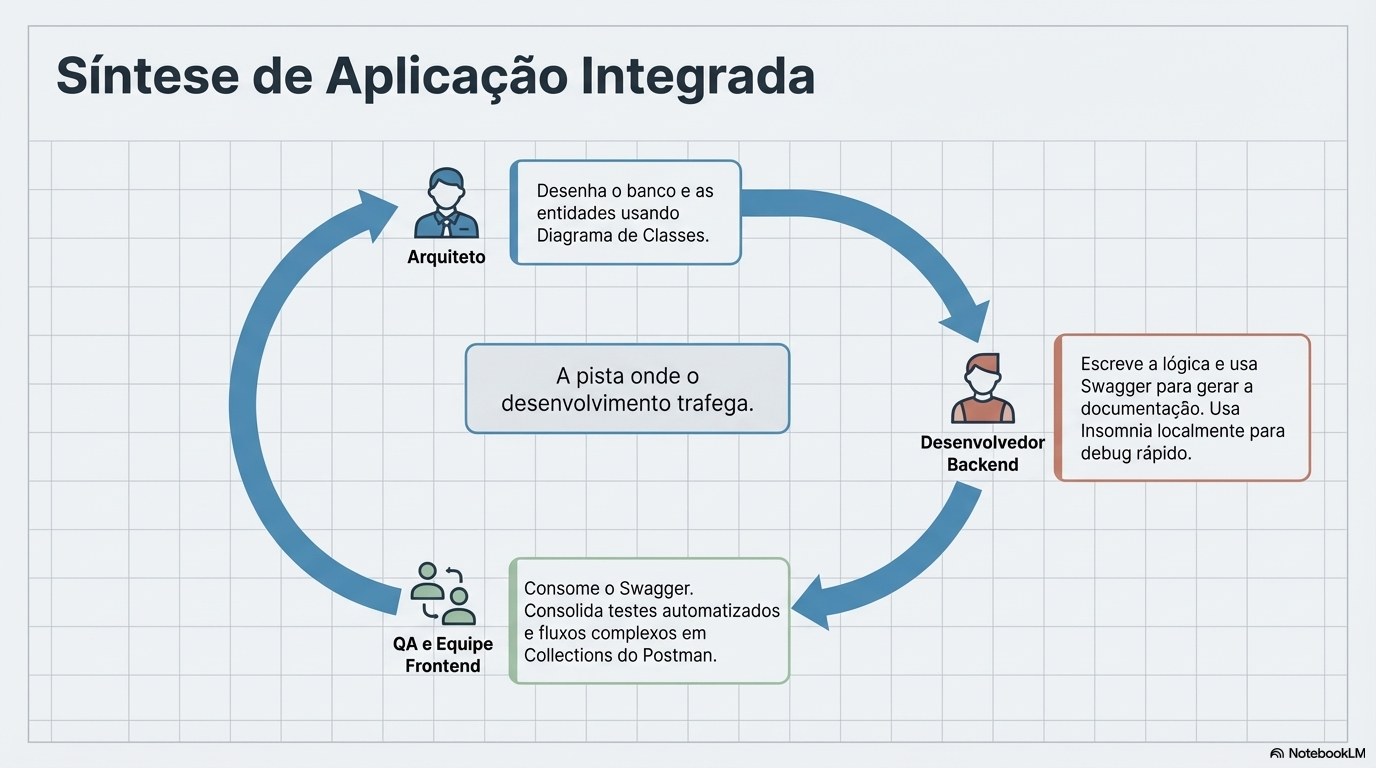 Síntese de Aplicação Integrada
Desenha o banco e as
entidades usando
Diagrama de Classes.
Arquiteto
A pista onde o
desenvolvimento trafega.
Escreve a lógica e usa
Swagger para gerar a
documentação. Usa
Insomnia localmente para
debug rápido.
Desenvolvedor
Backend
Consome o Swagger.
Consolida testes automatizados
e fluxos complexos em
Collections do Postman.
QA e Equipe
Frontend
NotebookLM